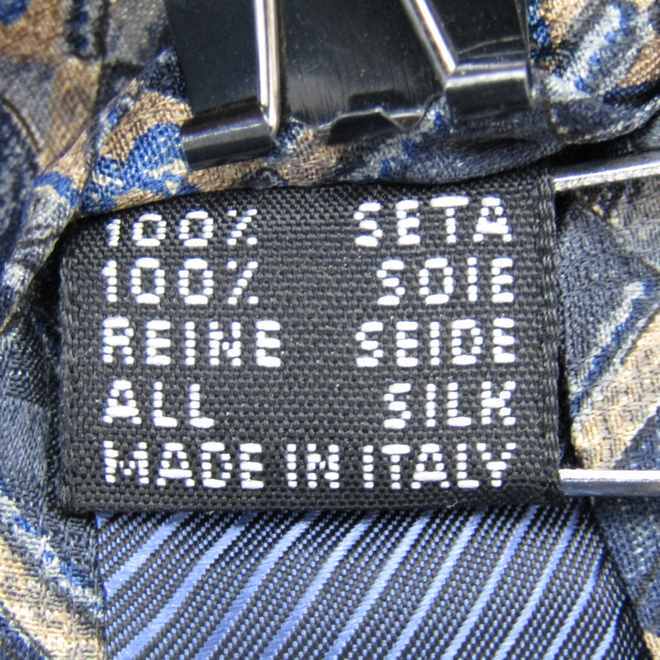 100% SETA
100% SOIE
REINE SEIDE
ALL SILK
MADE IN ITALY